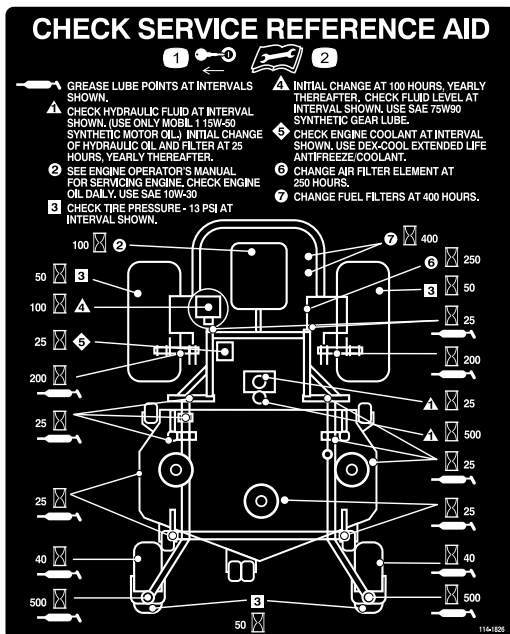 CHECK SERVICE REFERENCE AID
1 2
GREASE LUBE POINTS AT INTERVALS
SHOWN.
1 CHECK HYDRAULIC FLUID AT INTERVAL
SHOWN. (USE ONLY MOBIL 1 15W-50
SYNTHETIC MOTOR OIL.) INITIAL CHANGE
OF HYDRAULIC OIL AND FILTER AT 25
HOURS, YEARLY THEREAFTER.
2 SEE ENGINE OPERATOR'S MANUAL
FOR SERVICING ENGINE. CHECK ENGINE
OIL DAILY. USE SAE 10W-30
3 CHECK TIRE PRESSURE - 13 PSI AT
INTERVAL SHOWN.
4 INITIAL CHANGE AT 100 HOURS, YEARLY
THEREAFTER. CHECK FLUID LEVEL AT
INTERVAL SHOWN. USE SAE 75W90
SYNTHETIC GEAR LUBE.
5 CHECK ENGINE COOLANT AT INTERVAL
SHOWN. USE DEX-COOL EXTENDED LIFE
ANTIFREEZE/COOLANT.
6 CHANGE AIR FILTER ELEMENT AT
250 HOURS.
7 CHANGE FUEL FILTERS AT 400 HOURS.
100 2
7 400
6 250
50 3
3 50
100 4
25
25 5
200
200
1 25
25
1 500
25
25
25
40
40
500
500
3
50
114-1826